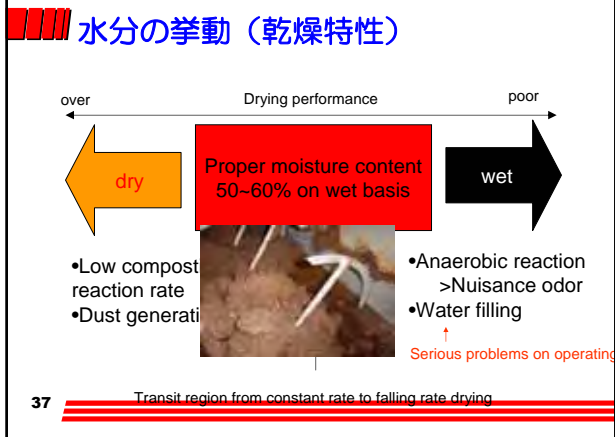 水分の挙動（乾燥特性）
over
Drying performance
poor
dry
Proper moisture content
50~60% on wet basis
wet
•Low compost
reaction rate
•Dust generati
•Anaerobic reaction
>Nuisance odor
•Water filling
Serious problems on operating
Transit region from constant rate to falling rate drying
37